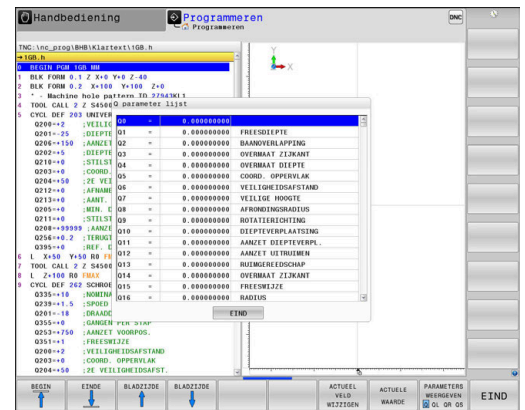 Handbediening
Programmeren
Programmeren
DNC
TNC:\nc_prog\BHB\Klartext\1GB.h
→1GB.h
0 BEGIN PGM 1GB MM
1 BLK FORM 0.1 Z X+0 Y+0 Z-40
2 BLK FORM 0.2 X+100 Y+100 Z+0
3 * - Machine hole pattern ID 27943KL1
4 TOOL CALL 2 Z S4500
5 CYCL DEF 203 UNIVER
Q200=+2 ;VEILIG
Q201=-25 ;DIEPTE
Q206=+150 ;AANZET
Q202=+5 ;DIEPTE
Q210=+0 ;STILST
Q203=+0 ;COORD.
Q204=+50 ;2E VEI
Q212=+0 ;AFNAME
Q213=+0 ;AANT.
Q205=+0 ;MIN. D
Q211=+0 ;STILST
Q208=+99999 ;AANZE
Q256=+0.2 ;TERUGT
Q395=+0 ;REF. D
6 L X+50 Y+50 R0 FM
7 TOOL CALL 2 Z S4500
8 L Z+100 R0 FMAX
9 CYCL DEF 262 SCHROE
Q335=+10 ;NOMINA
Q239=+1.5 ;SPOED
Q201=-18 ;DRAADD
Q355=+0 ;GANGEN PER STAP
Q253=+750 ;AANZET VOORPOS.
Q351=+1 ;FREESWIJZE
Q200=+2 ;VEILIGHEIDSAFSTAND
Q203=+0 ;COORD. OPPERVLAK
Q204=+50 ;2E VEILIGHEIDSAFST.
Y
X
Q parameter lijst
Q0 = 0.000000000
Q1 = 0.000000000 FREESDIEPTE
Q2 = 0.000000000 BAANOVERLAPPING
Q3 = 0.000000000 OVERMAAT ZIJKANT
Q4 = 0.000000000 OVERMAAT DIEPTE
Q5 = 0.000000000 COORD. OPPERVLAK
Q6 = 0.000000000 VEILIGHEIDSAFSTAND
Q7 = 0.000000000 VEILIGE HOOGTE
Q8 = 0.000000000 AFRONDINGSRADIUS
Q9 = 0.000000000 ROTATIERICHTING
Q10 = 0.000000000 DIEPTEVERPLAATSING
Q11 = 0.000000000 AANZET DIEPTEVERPL.
Q12 = 0.000000000 AANZET UITRUIMEN
Q13 = 0.000000000 RUIMGEREEDSCHAP
Q14 = 0.000000000 OVERMAAT ZIJKANT
Q15 = 0.000000000 FREESWIJZE
Q16 = 0.000000000 RADIUS
EIND
BEGIN
EINDE
BLADZIJDE
BLADZIJDE
ACTUEEL
VELD
WIJZIGEN
ACTUELE
WAARDE
PARAMETERS
WEERGEVEN
Q QL QR QS
EIND